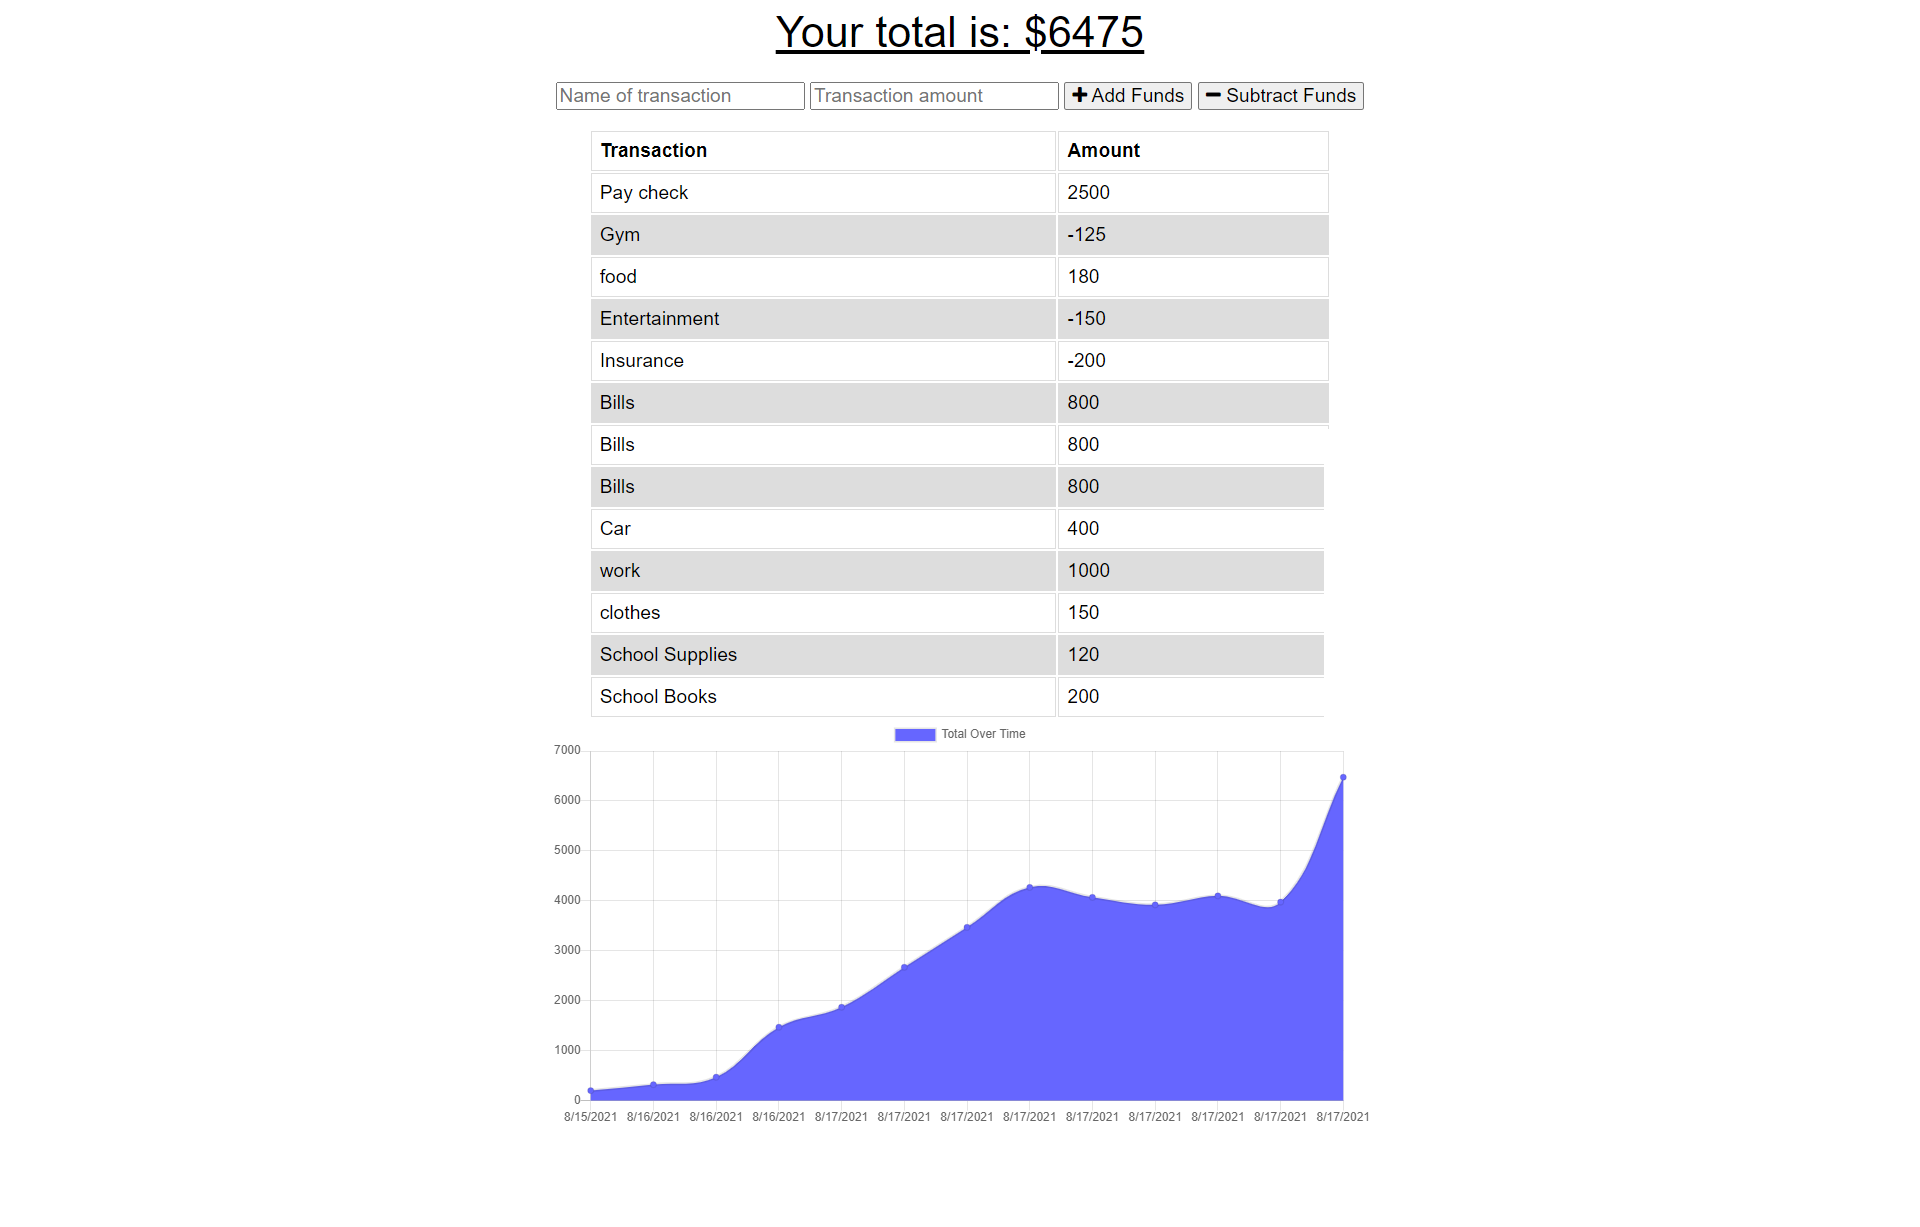 Your total is: $6475
Name of transaction Transaction amount Add Funds Subtract Funds
Transaction Amount
Pay check 2500
Gym -125
food 180
Entertainment -150
Insurance -200
Bills 800
Bills 800
Bills 800
Car 400
work 1000
clothes 150
School Supplies 120
School Books 200
Total Over Time
7000
6000
5000
4000
3000
2000
1000
0
8/15/2021 8/16/2021 8/16/2021 8/16/2021 8/17/2021 8/17/2021 8/17/2021 8/17/2021 8/17/2021 8/17/2021 8/17/2021 8/17/2021 8/17/2021